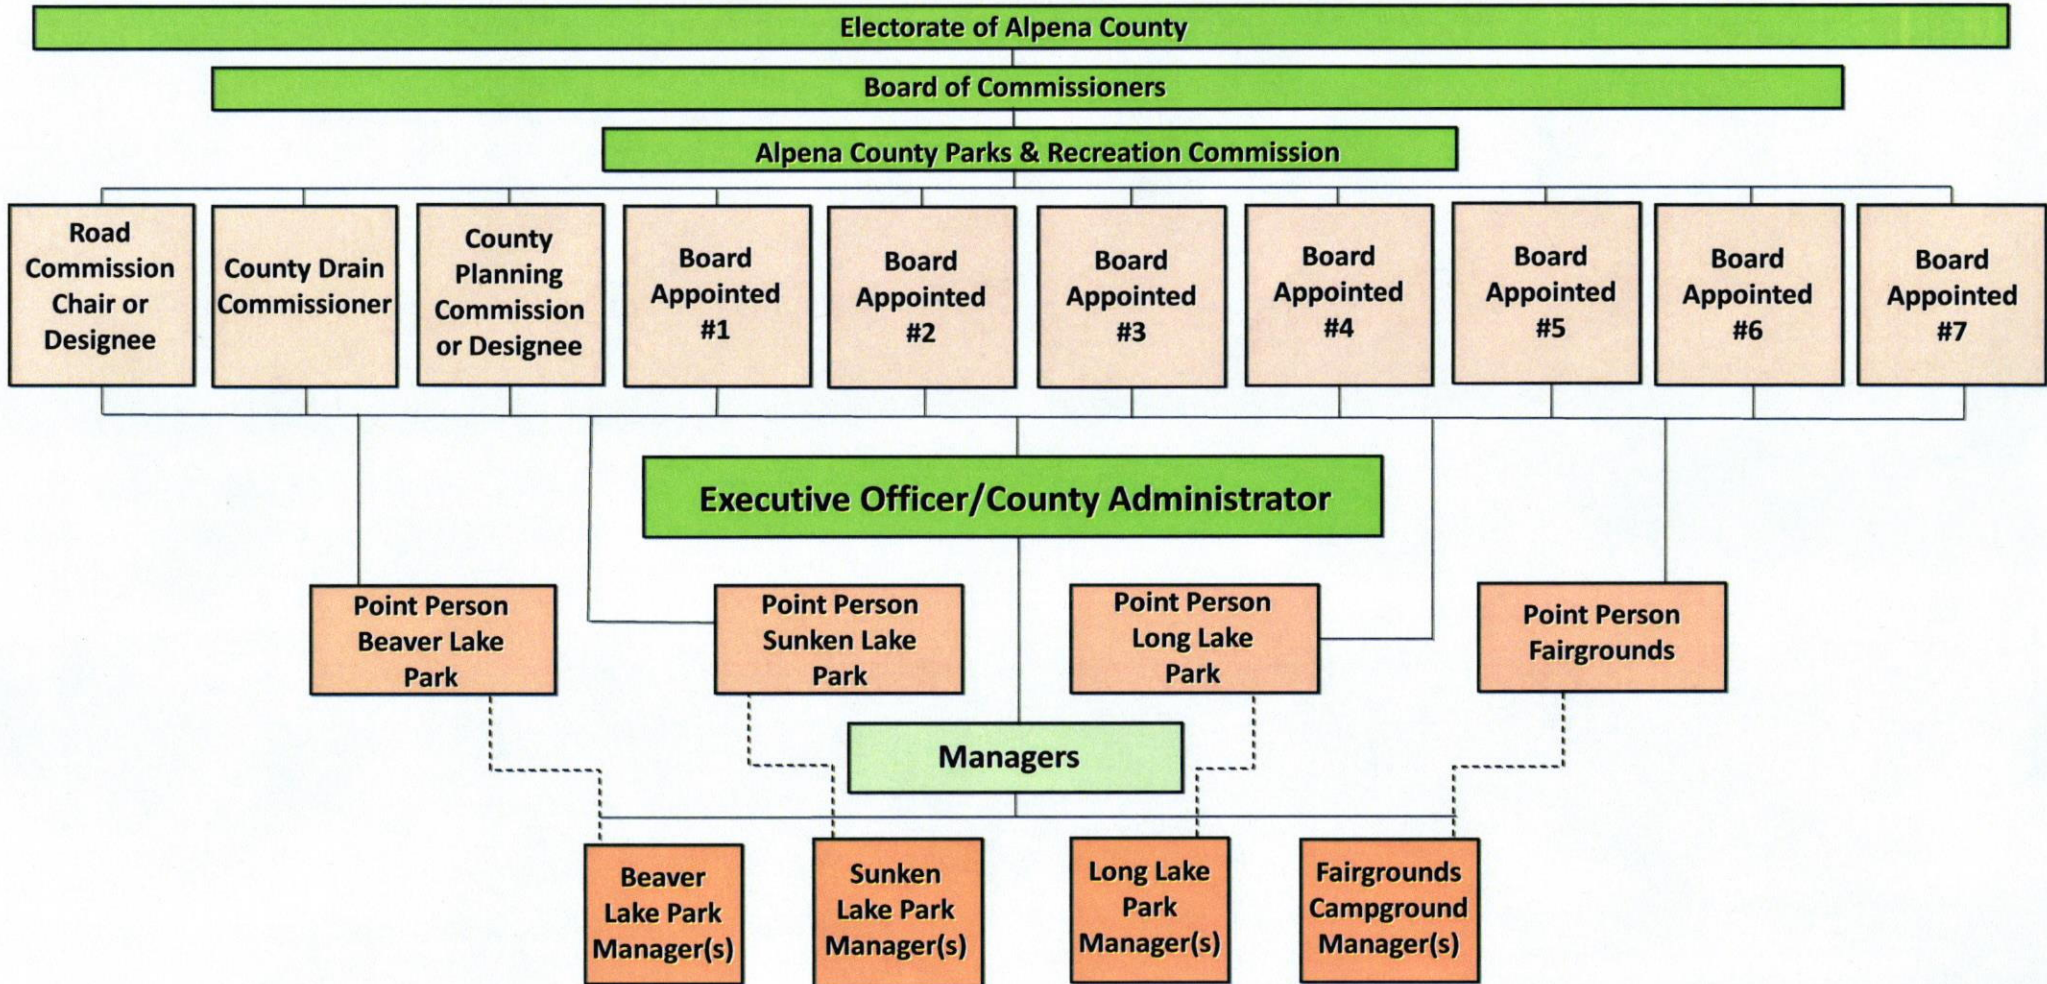 Electorate of Alpena County
Board of Commissioners
Alpena County Parks & Recreation Commission
Road
Commission
Chair or
Designee
County Drain
Commissioner
County
Planning
Commission
or Designee
Board
Appointed
#1
Board
Appointed
#2
Board
Appointed
#3
Board
Appointed
#4
Board
Appointed
#5
Board
Appointed
#6
Board
Appointed
#7
Executive Officer/County Administrator
Point Person
Beaver Lake
Park
Point Person
Sunken Lake
Park
Point Person
Long Lake
Park
Point Person
Fairgrounds
Managers
Beaver
Lake Park
Manager(s)
Sunken
Lake Park
Manager(s)
Long Lake
Park
Manager(s)
Fairgrounds
Campground
Manager(s)